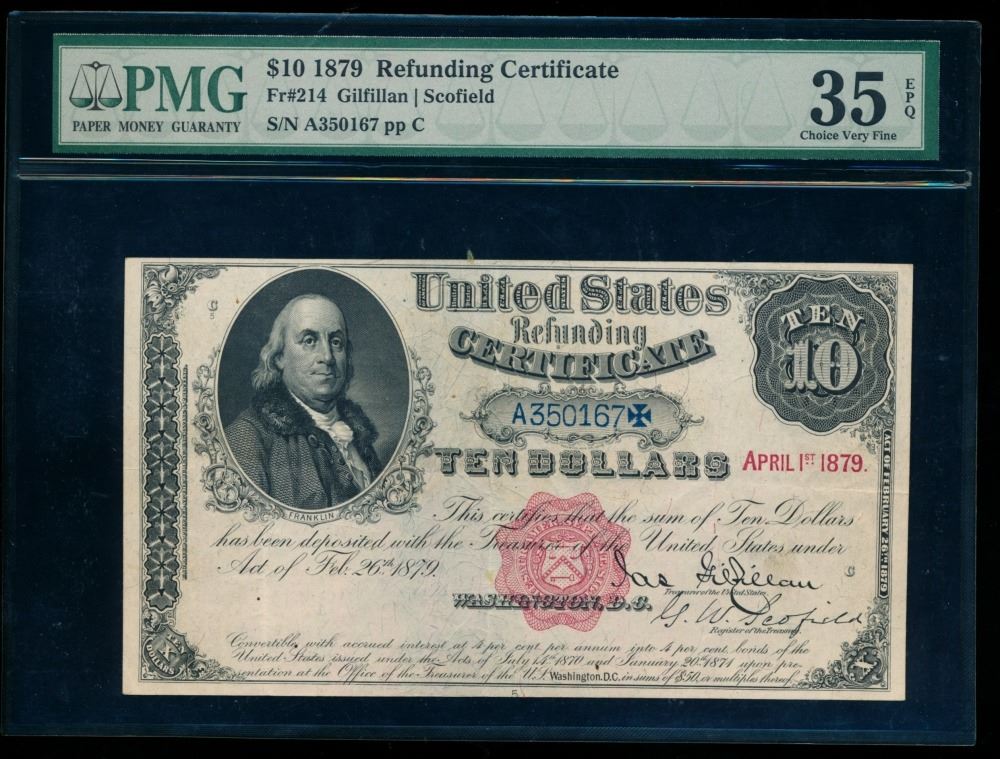 PMG
PAPER MONEY GUARANTY
$10 1879 Refunding Certificate
Fr#214 Gilfillan | Scofield
S/N A350167 pp C
35
EPQ
Choice Very Fine
C
5
United States
Refunding
CERTIFICATE
TEN
10
A350167
TEN DOLLARS
APRIL 1ST 1879.
FRANKLIN
ACT OF FEBRUARY 26TH 1879
This certifies that the sum of Ten Dollars
has been deposited with the Treasurer of the United States under
Act of Feb. 26th 1879.
Jas Gilfillan
Treasurer of the United States.
C
WASHINGTON, D.C.
G. W. Scofield
Register of the Treasury.
Convertible with accrued interest at 4 per cent per annum into 4 per cent. bonds of the
United States issued under the Acts of July 14th 1870 and January 20th 1871 upon pre-
sentation at the Office of the Treasurer of the U.S. Washington, D.C. in sums of $50, or multiples thereof.
TEN
X
DOLLARS
X
5